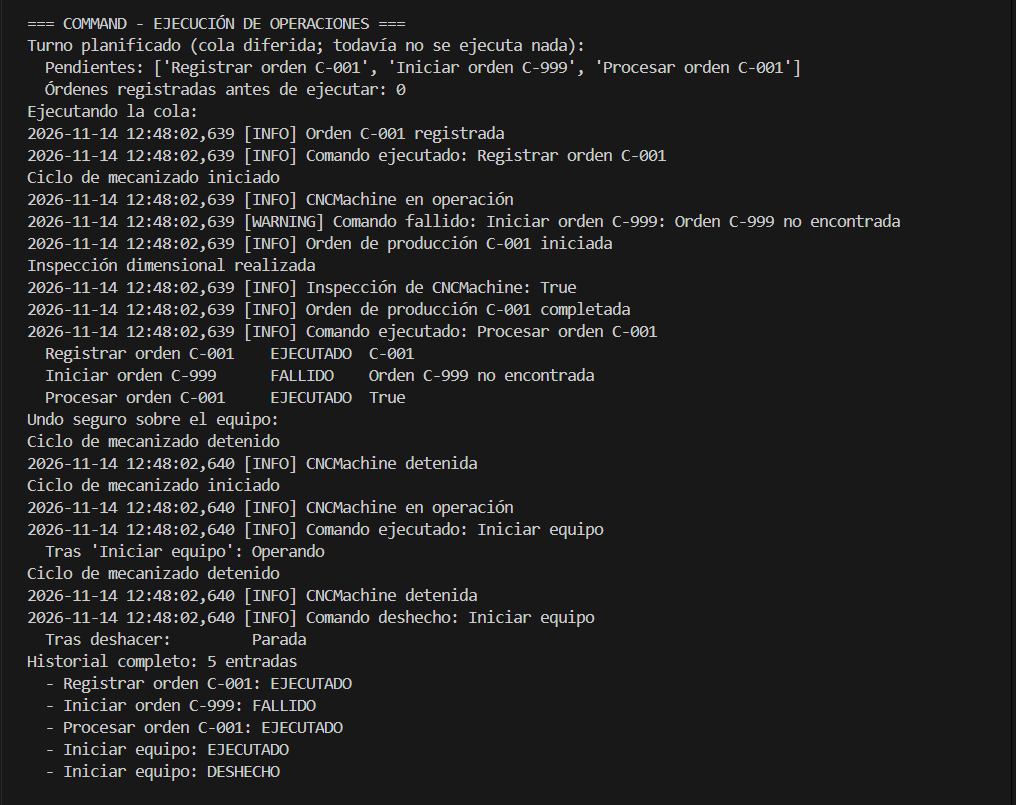 === COMMAND - EJECUCIÓN DE OPERACIONES ===
Turno planificado (cola diferida; todavía no se ejecuta nada):
  Pendientes: ['Registrar orden C-001', 'Iniciar orden C-999', 'Procesar orden C-001']
  Órdenes registradas antes de ejecutar: 0
Ejecutando la cola:
2026-11-14 12:48:02,639 [INFO] Orden C-001 registrada
2026-11-14 12:48:02,639 [INFO] Comando ejecutado: Registrar orden C-001
Ciclo de mecanizado iniciado
2026-11-14 12:48:02,639 [INFO] CNCMachine en operación
2026-11-14 12:48:02,639 [WARNING] Comando fallido: Iniciar orden C-999: Orden C-999 no encontrada
2026-11-14 12:48:02,639 [INFO] Orden de producción C-001 iniciada
Inspección dimensional realizada
2026-11-14 12:48:02,639 [INFO] Inspección de CNCMachine: True
2026-11-14 12:48:02,639 [INFO] Orden de producción C-001 completada
2026-11-14 12:48:02,639 [INFO] Comando ejecutado: Procesar orden C-001
  Registrar orden C-001    EJECUTADO  C-001
  Iniciar orden C-999      FALLIDO    Orden C-999 no encontrada
  Procesar orden C-001     EJECUTADO  True
Undo seguro sobre el equipo:
Ciclo de mecanizado detenido
2026-11-14 12:48:02,640 [INFO] CNCMachine detenida
Ciclo de mecanizado iniciado
2026-11-14 12:48:02,640 [INFO] CNCMachine en operación
2026-11-14 12:48:02,640 [INFO] Comando ejecutado: Iniciar equipo
  Tras 'Iniciar equipo': Operando
Ciclo de mecanizado detenido
2026-11-14 12:48:02,640 [INFO] CNCMachine detenida
2026-11-14 12:48:02,640 [INFO] Comando deshecho: Iniciar equipo
  Tras deshacer:         Parada
Historial completo: 5 entradas
  - Registrar orden C-001: EJECUTADO
  - Iniciar orden C-999: FALLIDO
  - Procesar orden C-001: EJECUTADO
  - Iniciar equipo: EJECUTADO
  - Iniciar equipo: DESHECHO